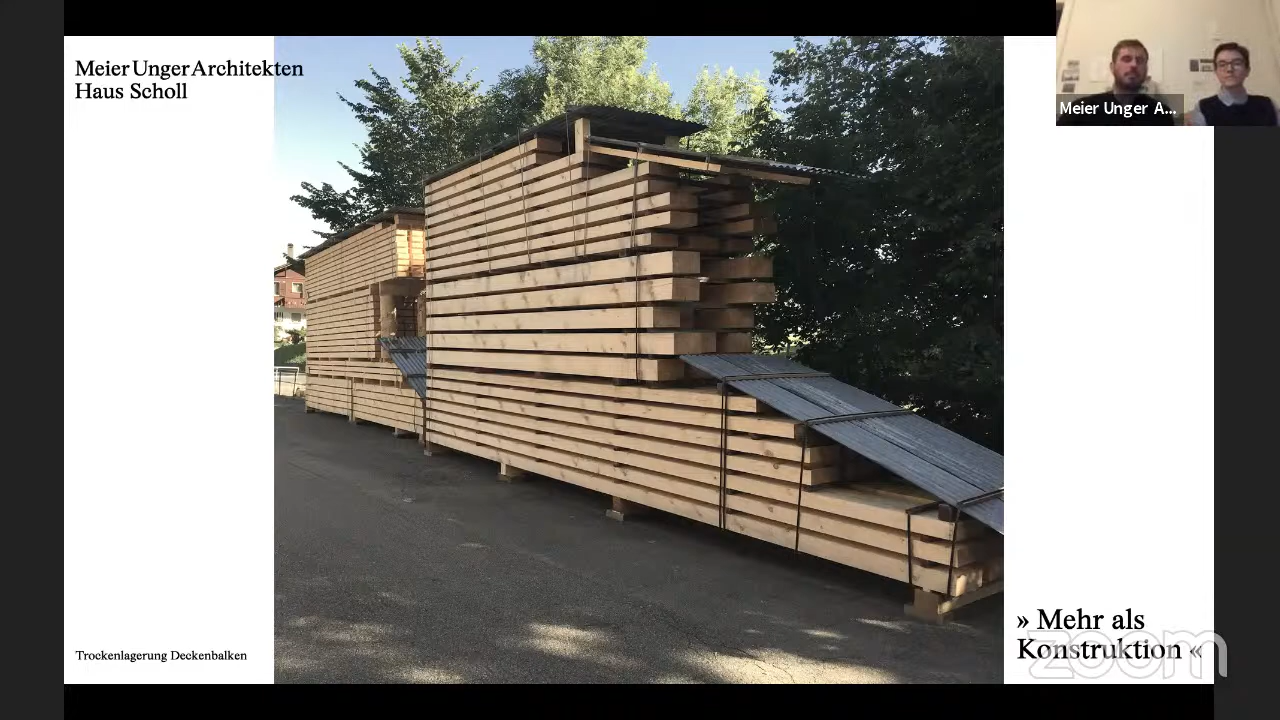 Meier Unger Architekten
Haus Scholl
Meier Unger A...
» Mehr als
Konstruktion «
zoom
Trockenlagerung Deckenbalken